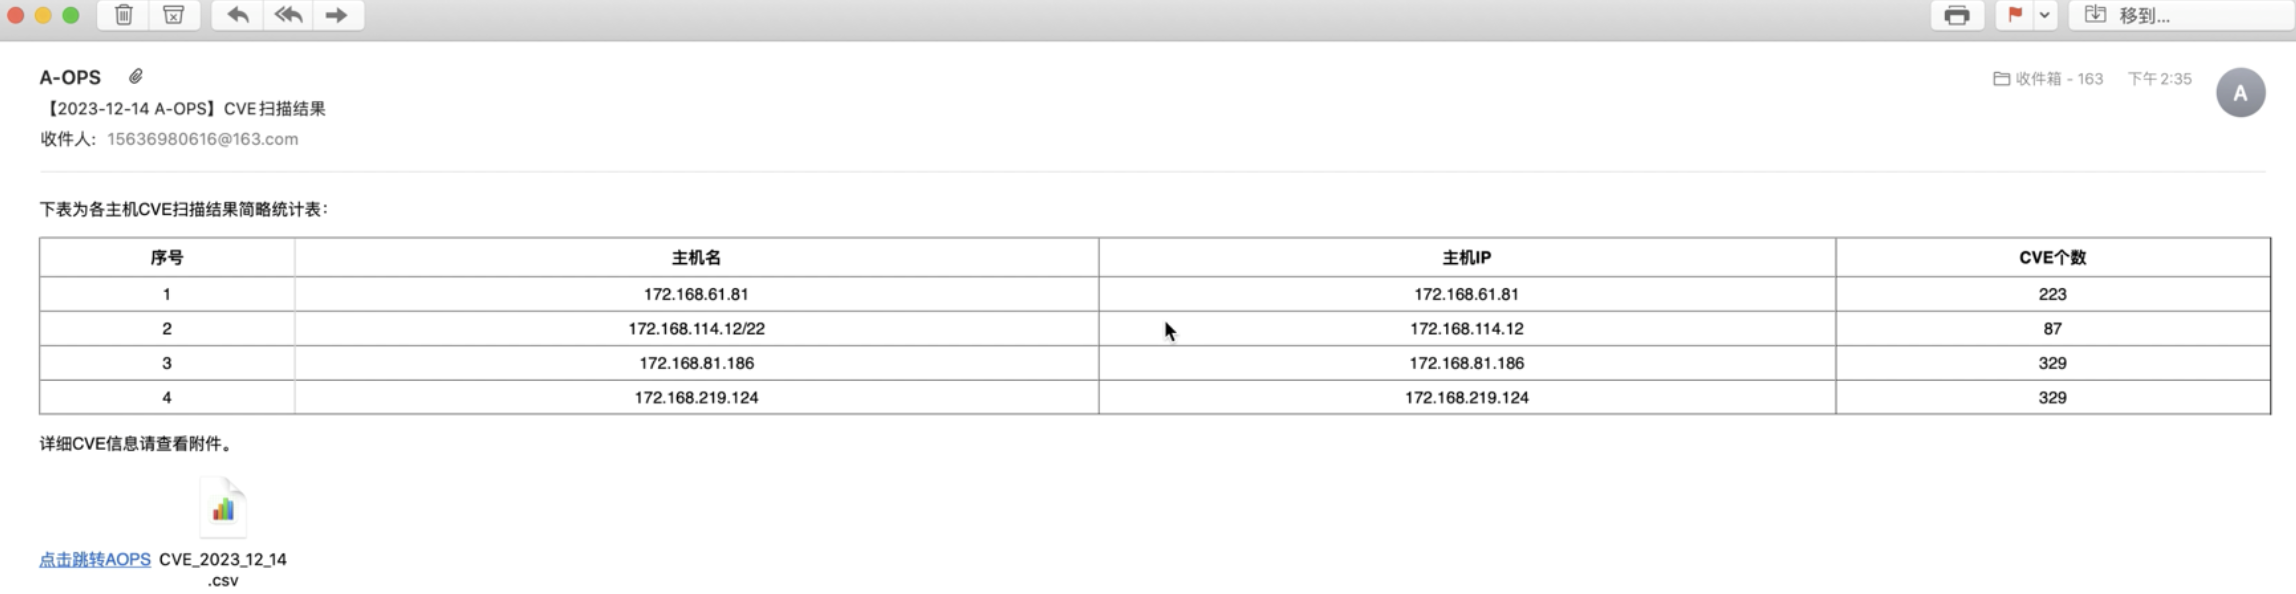 移到...
A-OPS
收件箱 - 163 下午 2:35
A
【2023-12-14 A-OPS】CVE扫描结果
收件人: 15636980616@163.com
下表为各主机CVE扫描结果简略统计表:
序号 主机名 主机IP CVE个数
1 172.168.61.81 172.168.61.81 223
2 172.168.114.12/22 172.168.114.12 87
3 172.168.81.186 172.168.81.186 329
4 172.168.219.124 172.168.219.124 329
详细CVE信息请查看附件。
点击跳转AOPS CVE_2023_12_14
.csv